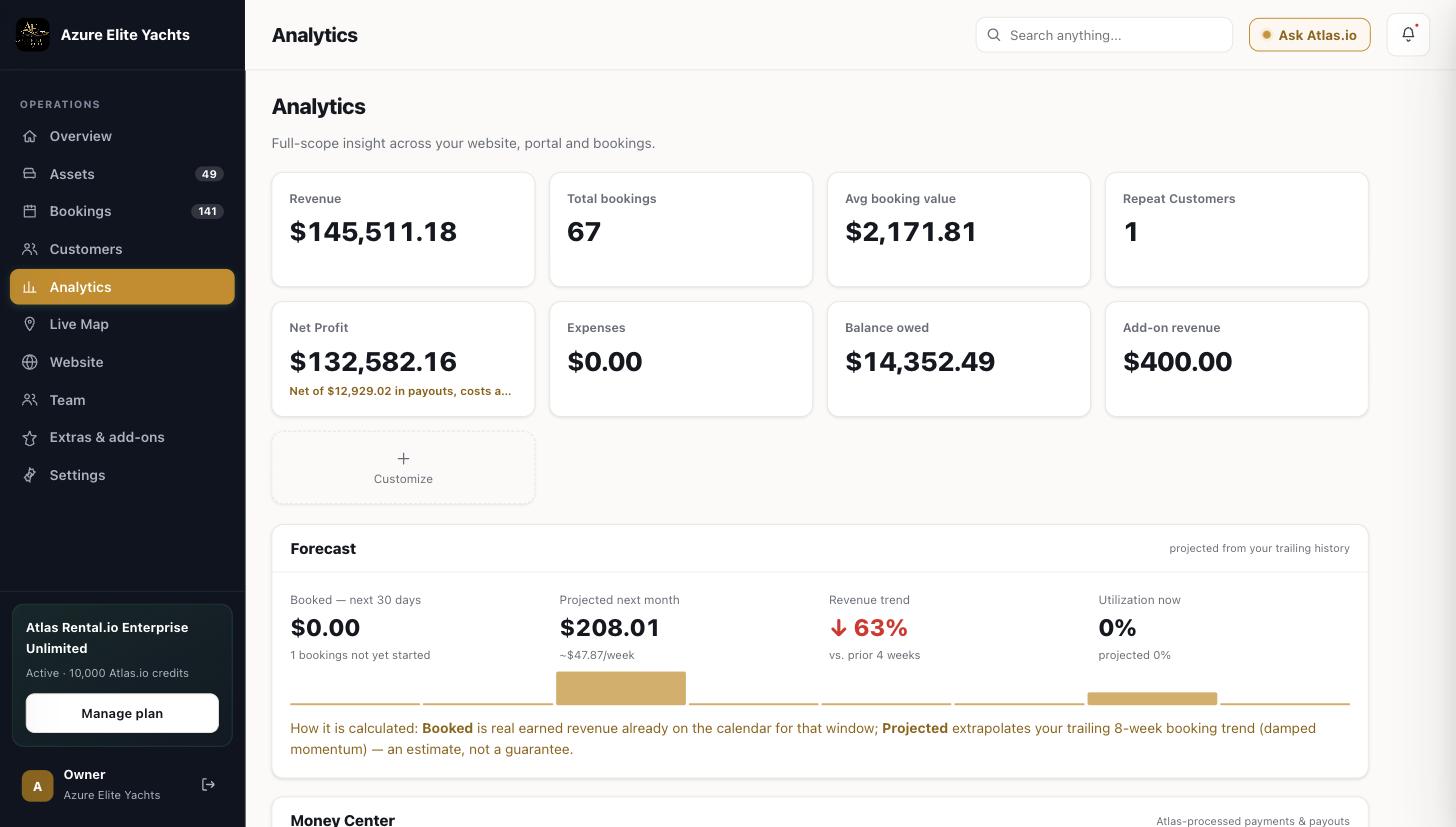 Azure Elite Yachts
OPERATIONS
Overview
Assets 49
Bookings 141
Customers
Analytics
Live Map
Website
Team
Extras & add-ons
Settings
Atlas Rental.io Enterprise
Unlimited
Active · 10,000 Atlas.io credits
Manage plan
A
Owner
Azure Elite Yachts
Analytics
Search anything...
Ask Atlas.io
Analytics
Full-scope insight across your website, portal and bookings.
Revenue
$145,511.18
Total bookings
67
Avg booking value
$2,171.81
Repeat Customers
1
Net Profit
$132,582.16
Net of $12,929.02 in payouts, costs a...
Expenses
$0.00
Balance owed
$14,352.49
Add-on revenue
$400.00
Customize
Forecast
projected from your trailing history
Booked — next 30 days
$0.00
1 bookings not yet started
Projected next month
$208.01
~$47.87/week
Revenue trend
↓ 63%
vs. prior 4 weeks
Utilization now
0%
projected 0%
How it is calculated: Booked is real earned revenue already on the calendar for that window; Projected extrapolates your trailing 8-week booking trend (damped
momentum) — an estimate, not a guarantee.
Money Center
Atlas-processed payments & payouts